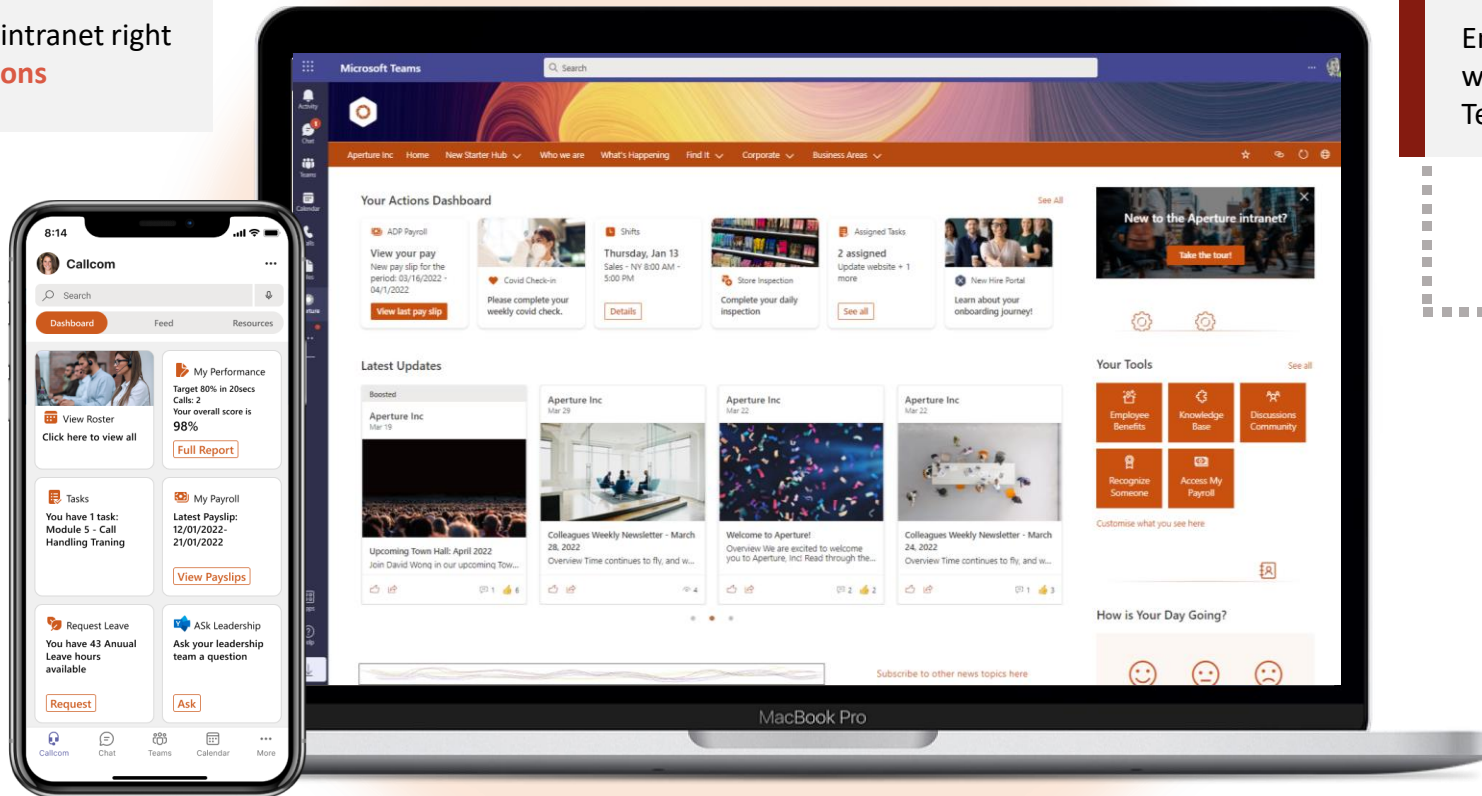 intranet right
ons
En
w
Te
8:14
Callcom
Search
Dashboard Feed Resources
View Roster
Click here to view all
My Performance
Target 80% in 20secs
Calls: 2
Your overall score is
98%
Full Report
Tasks
You have 1 task:
Module 5 - Call
Handling Traning
My Payroll
Latest Payslip:
12/01/2022-
21/01/2022
View Payslips
Request Leave
You have 43 Anuual
Leave hours
available
Request
ASk Leadership
Ask your leadership
team a question
Ask
Callcom Chat Teams Calendar More
Microsoft Teams
Search
Activity
1
Chat
Teams
Calendar
Aperture Inc Home New Starter Hub Who we are What's Happening Find It Corporate Business Areas
Your Actions Dashboard
See All
ADP Payroll
View your pay
New pay slip for the
period: 03/16/2022 -
04/1/2022
View last pay slip
Covid Check-in
Please complete your
weekly covid check.
Shifts
Thursday, Jan 13
Sales - NY 8:00 AM -
5:00 PM
Details
Store Inspection
Complete your daily
inspection
Assigned Tasks
2 assigned
Update website + 1
more
See all
New Hire Portal
Learn about your
onboarding journey!
New to the Aperture intranet?
Take the tour!
Latest Updates
Boosted
Aperture Inc
Mar 19
Upcoming Town Hall: April 2022
Join David Wong in our upcoming Tow...
1 6
Aperture Inc
Mar 29
Colleagues Weekly Newsletter - March
28, 2022
Overview Time continues to fly, and w...
4
Aperture Inc
Mar 22
Welcome to Aperture!
Overview We are excited to welcome
you to Aperture, Inc! Read through the...
2 2
Aperture Inc
Mar 22
Colleagues Weekly Newsletter - March
24, 2022
Overview Time continues to fly, and w...
1 3
Subscribe to other news topics here
Your Tools
See all
Employee
Benefits
Knowledge
Base
Discussions
Community
Recognize
Someone
Access My
Payroll
Customise what you see here
How is Your Day Going?
MacBook Pro